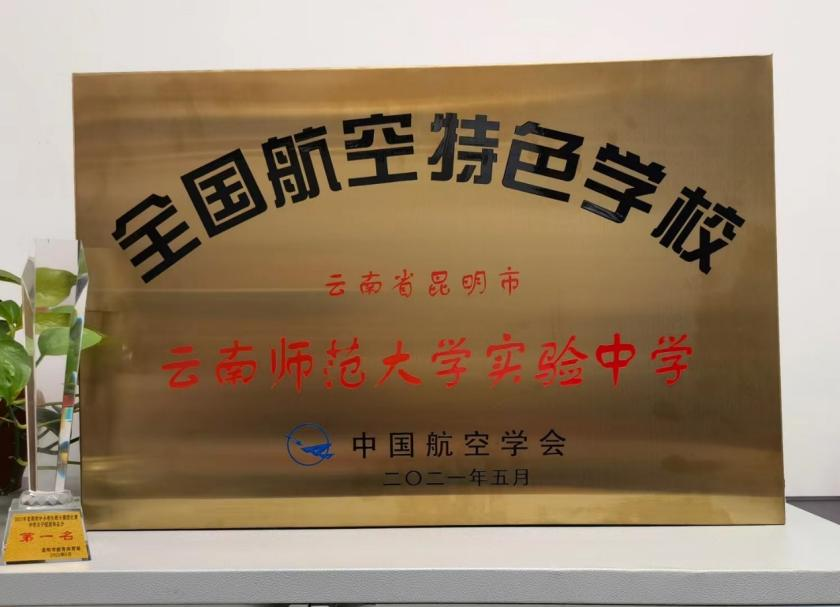 全国航空特色学校
云南省昆明市
云南师范大学实验中学
中国航空学会
二〇二一年五月
第一名